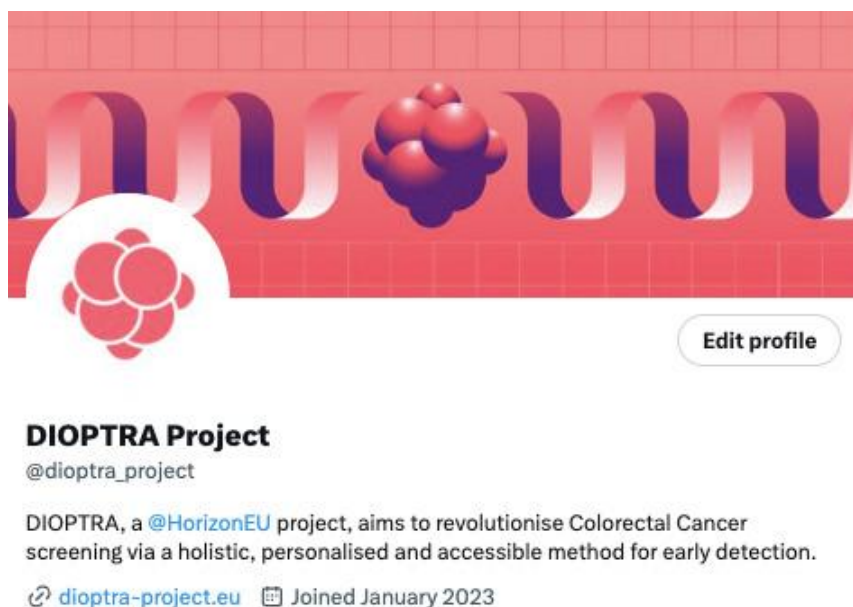 Edit profile
DIOPTRA Project
@dioptra_project
DIOPTRA, a @HorizonEU project, aims to revolutionise Colorectal Cancer
screening via a holistic, personalised and accessible method for early detection.
dioptra-project.eu Joined January 2023